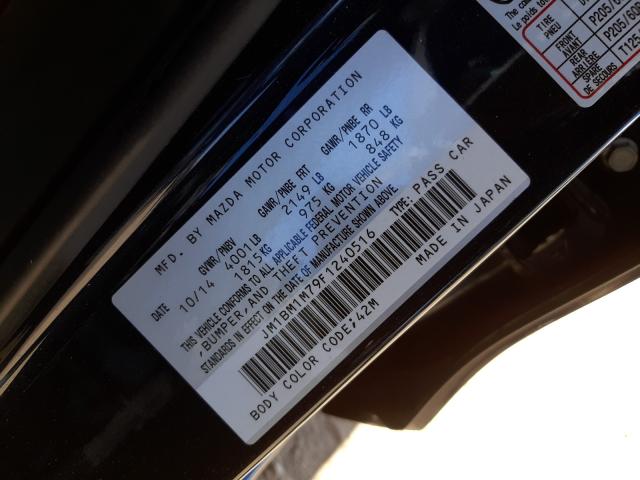 MFD. BY MAZDA MOTOR CORPORATION
DATE GVWR/PNBV GAWR/PNBE FRT GAWR/PNBE RR
10/14 4001LB 2149 LB 1870 LB
1815KG 975 KG 848 KG
THIS VEHICLE CONFORMS TO ALL APPLICABLE FEDERAL MOTOR VEHICLE SAFETY
, BUMPER, AND THEFT PREVENTION
STANDARDS IN EFFECT ON THE DATE OF MANUFACTURE SHOWN ABOVE.
JM1BM1M79F1240516 TYPE: PASS CAR
BODY COLOR CODE:42M MADE IN JAPAN
The
Le poids
TIRE
PNEU
FRONT
AVANT
P205/
REAR
ARRIÈRE
P205/
SPARE
DE SECOURS
T125